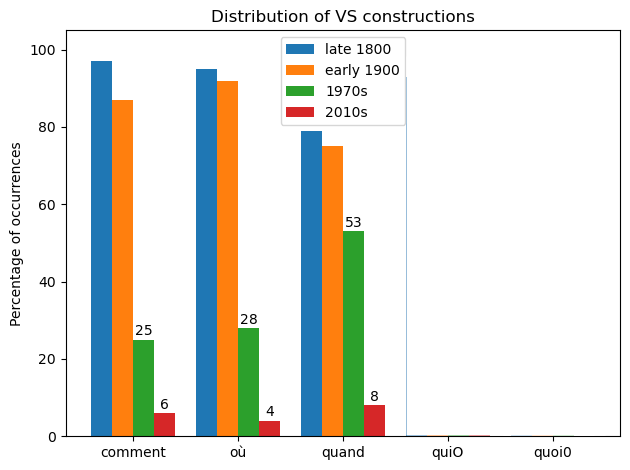 Distribution of VS constructions
late 1800
early 1900
1970s
2010s
Percentage of occurrences
100
80
60
40
20
0
25
6
28
4
53
8
comment où quand quiO quoi0